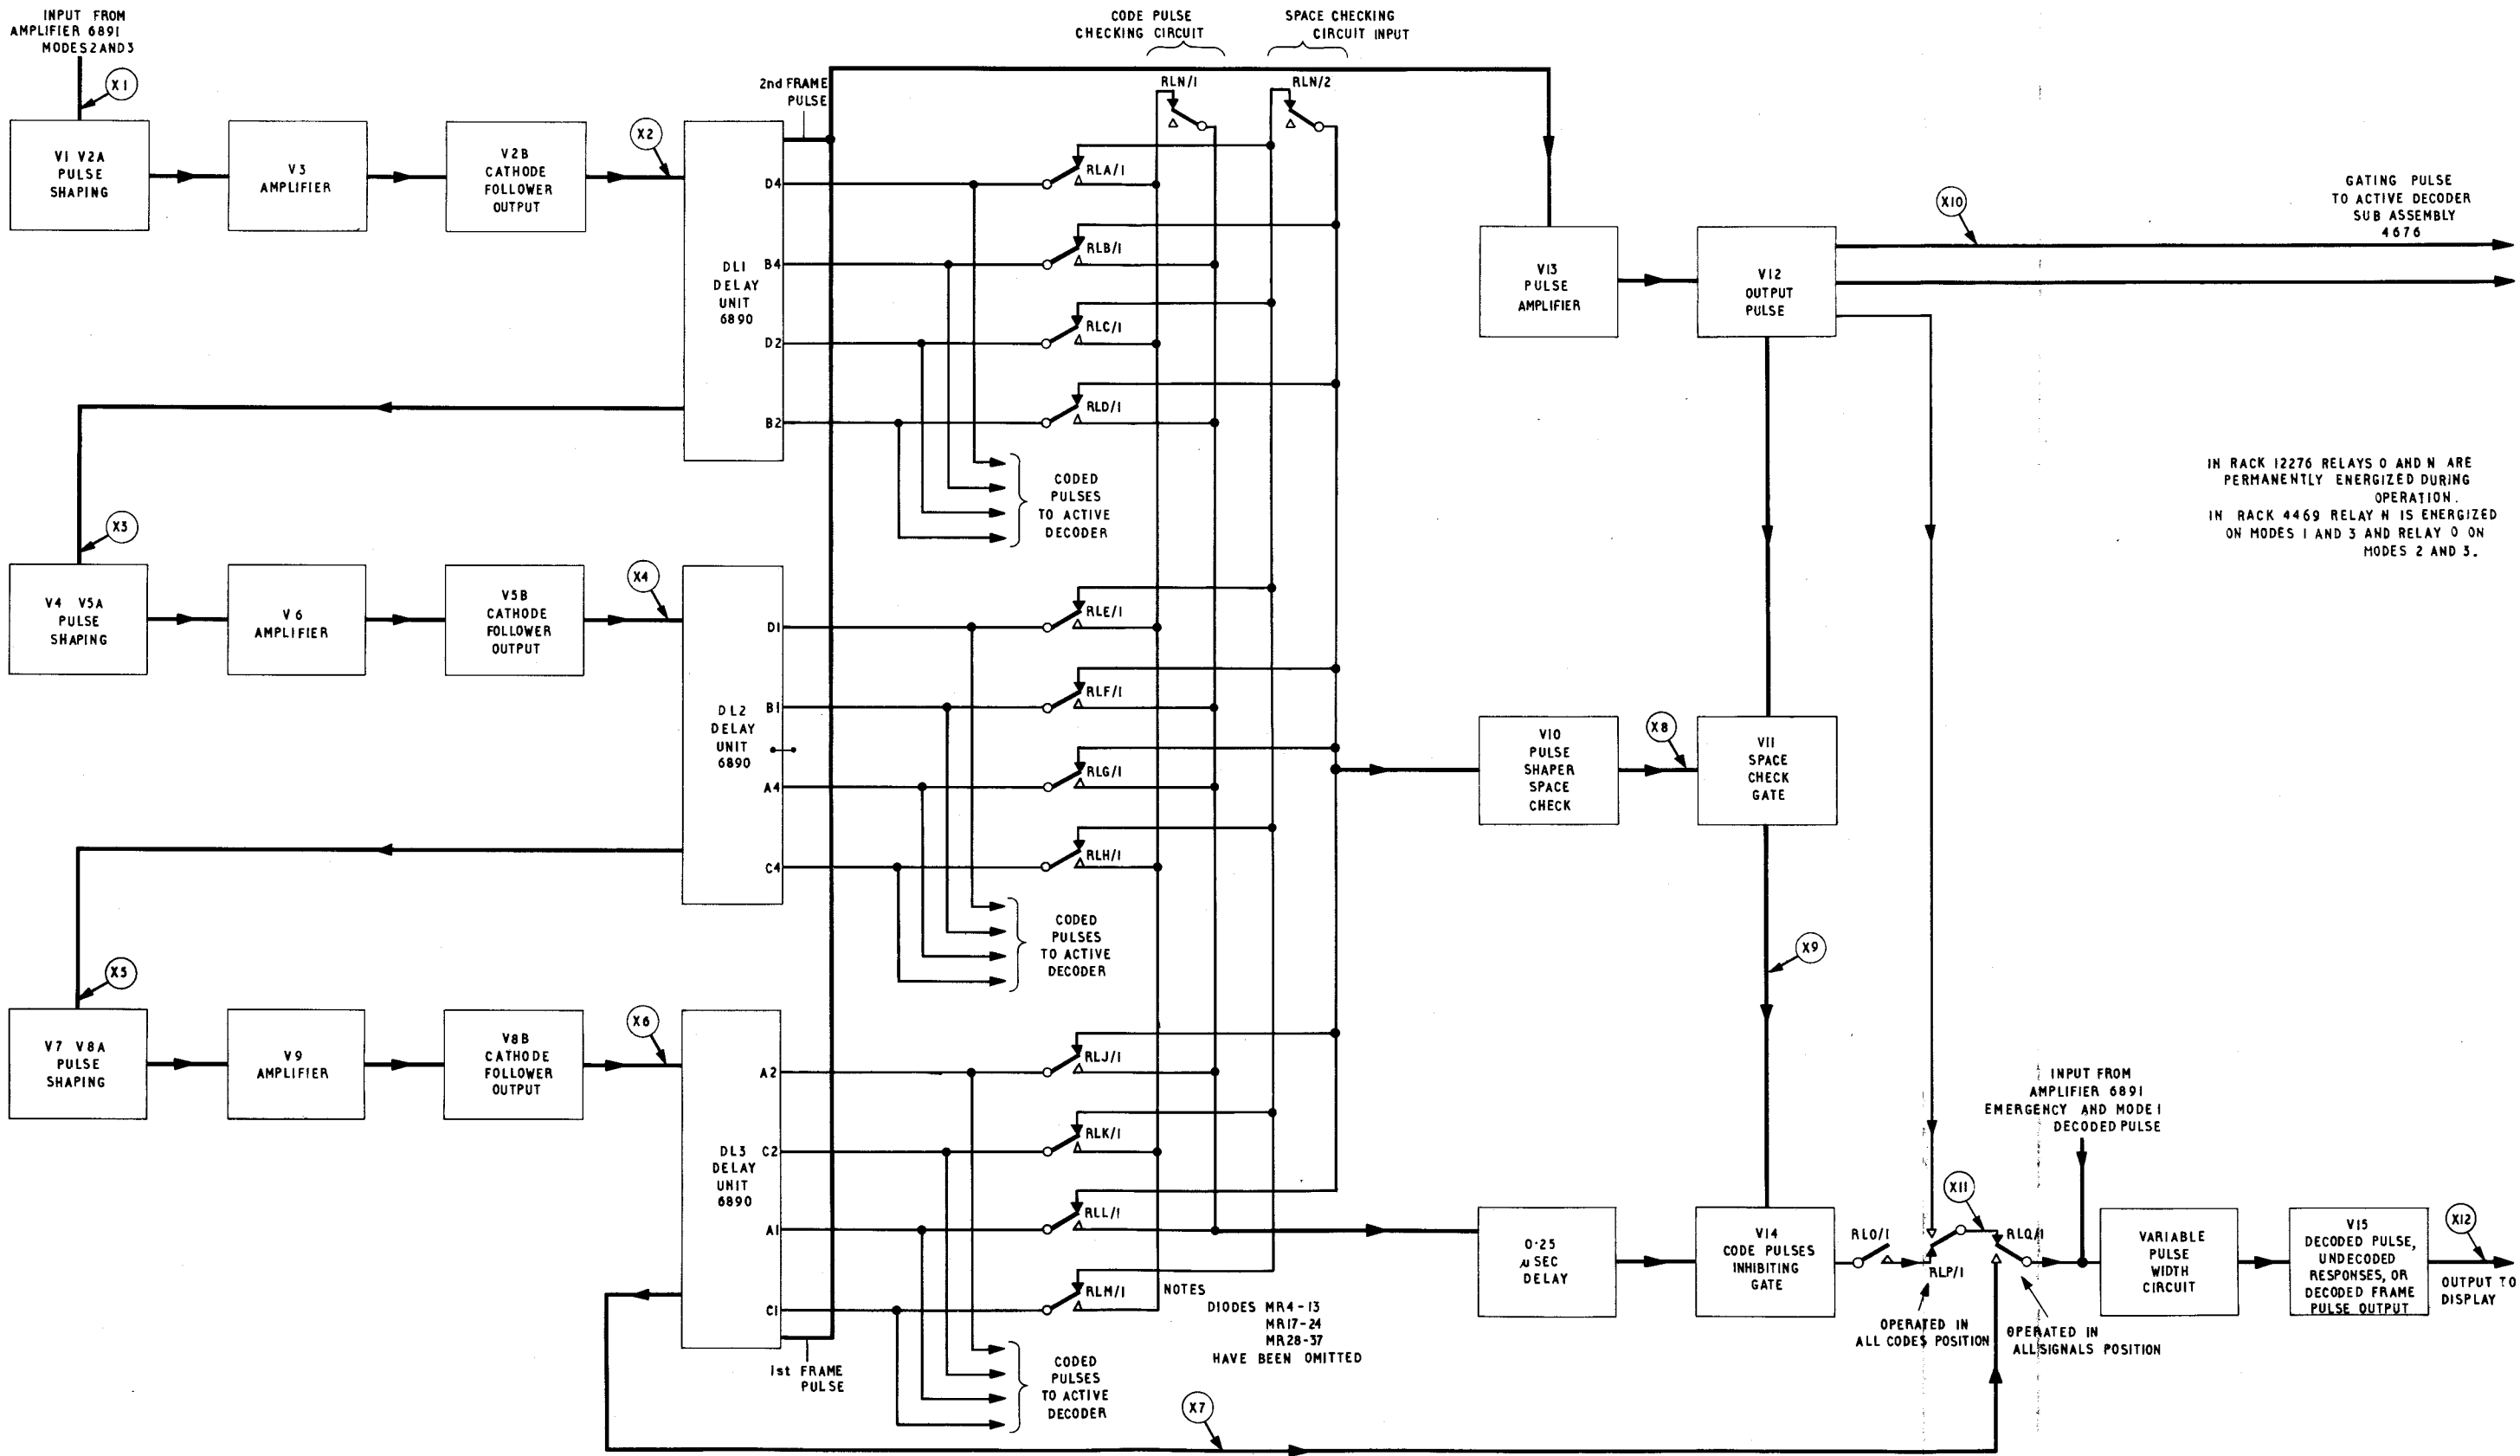 INPUT FROM
AMPLIFIER 6891
MODES 2 AND 3
X1
V1 V2A
PULSE
SHAPING
V3
AMPLIFIER
V2B
CATHODE
FOLLOWER
OUTPUT
X2
2nd FRAME
PULSE
DL1
DELAY
UNIT
6890
D4
B4
D2
B2
CODE PULSE
CHECKING CIRCUIT
SPACE CHECKING
CIRCUIT INPUT
RLN/1
RLN/2
RLA/1
RLB/1
RLC/1
RLD/1
CODED
PULSES
TO ACTIVE
DECODER
V13
PULSE
AMPLIFIER
V12
OUTPUT
PULSE
X10
GATING PULSE
TO ACTIVE DECODER
SUB ASSEMBLY
4676
IN RACK 12276 RELAYS O AND N ARE
PERMANENTLY ENERGIZED DURING
OPERATION.
IN RACK 4469 RELAY N IS ENERGIZED
ON MODES 1 AND 3 AND RELAY O ON
MODES 2 AND 3.
X3
V4 V5A
PULSE
SHAPING
V6
AMPLIFIER
V5B
CATHODE
FOLLOWER
OUTPUT
X4
DL2
DELAY
UNIT
6890
D1
B1
A4
C4
RLE/1
RLF/1
RLG/1
RLH/1
CODED
PULSES
TO ACTIVE
DECODER
V10
PULSE
SHAPER
SPACE
CHECK
X8
V11
SPACE
CHECK
GATE
X9
X5
V7 V8A
PULSE
SHAPING
V9
AMPLIFIER
V8B
CATHODE
FOLLOWER
OUTPUT
X6
DL3
DELAY
UNIT
6890
A2
C2
A1
C1
1st FRAME
PULSE
RLJ/1
RLK/1
RLL/1
RLM/1
CODED
PULSES
TO ACTIVE
DECODER
NOTES
DIODES MR4-13
MR17-24
MR28-37
HAVE BEEN OMITTED
X7
0·25
μ SEC
DELAY
V14
CODE PULSES
INHIBITING
GATE
RLO/1
RLP/1
X11
RLQ/1
OPERATED IN
ALL CODES POSITION
OPERATED IN
ALL SIGNALS POSITION
INPUT FROM
AMPLIFIER 6891
EMERGENCY AND MODE 1
DECODED PULSE
VARIABLE
PULSE
WIDTH
CIRCUIT
V15
DECODED PULSE,
UNDECODED
RESPONSES, OR
DECODED FRAME
PULSE OUTPUT
X12
OUTPUT TO
DISPLAY